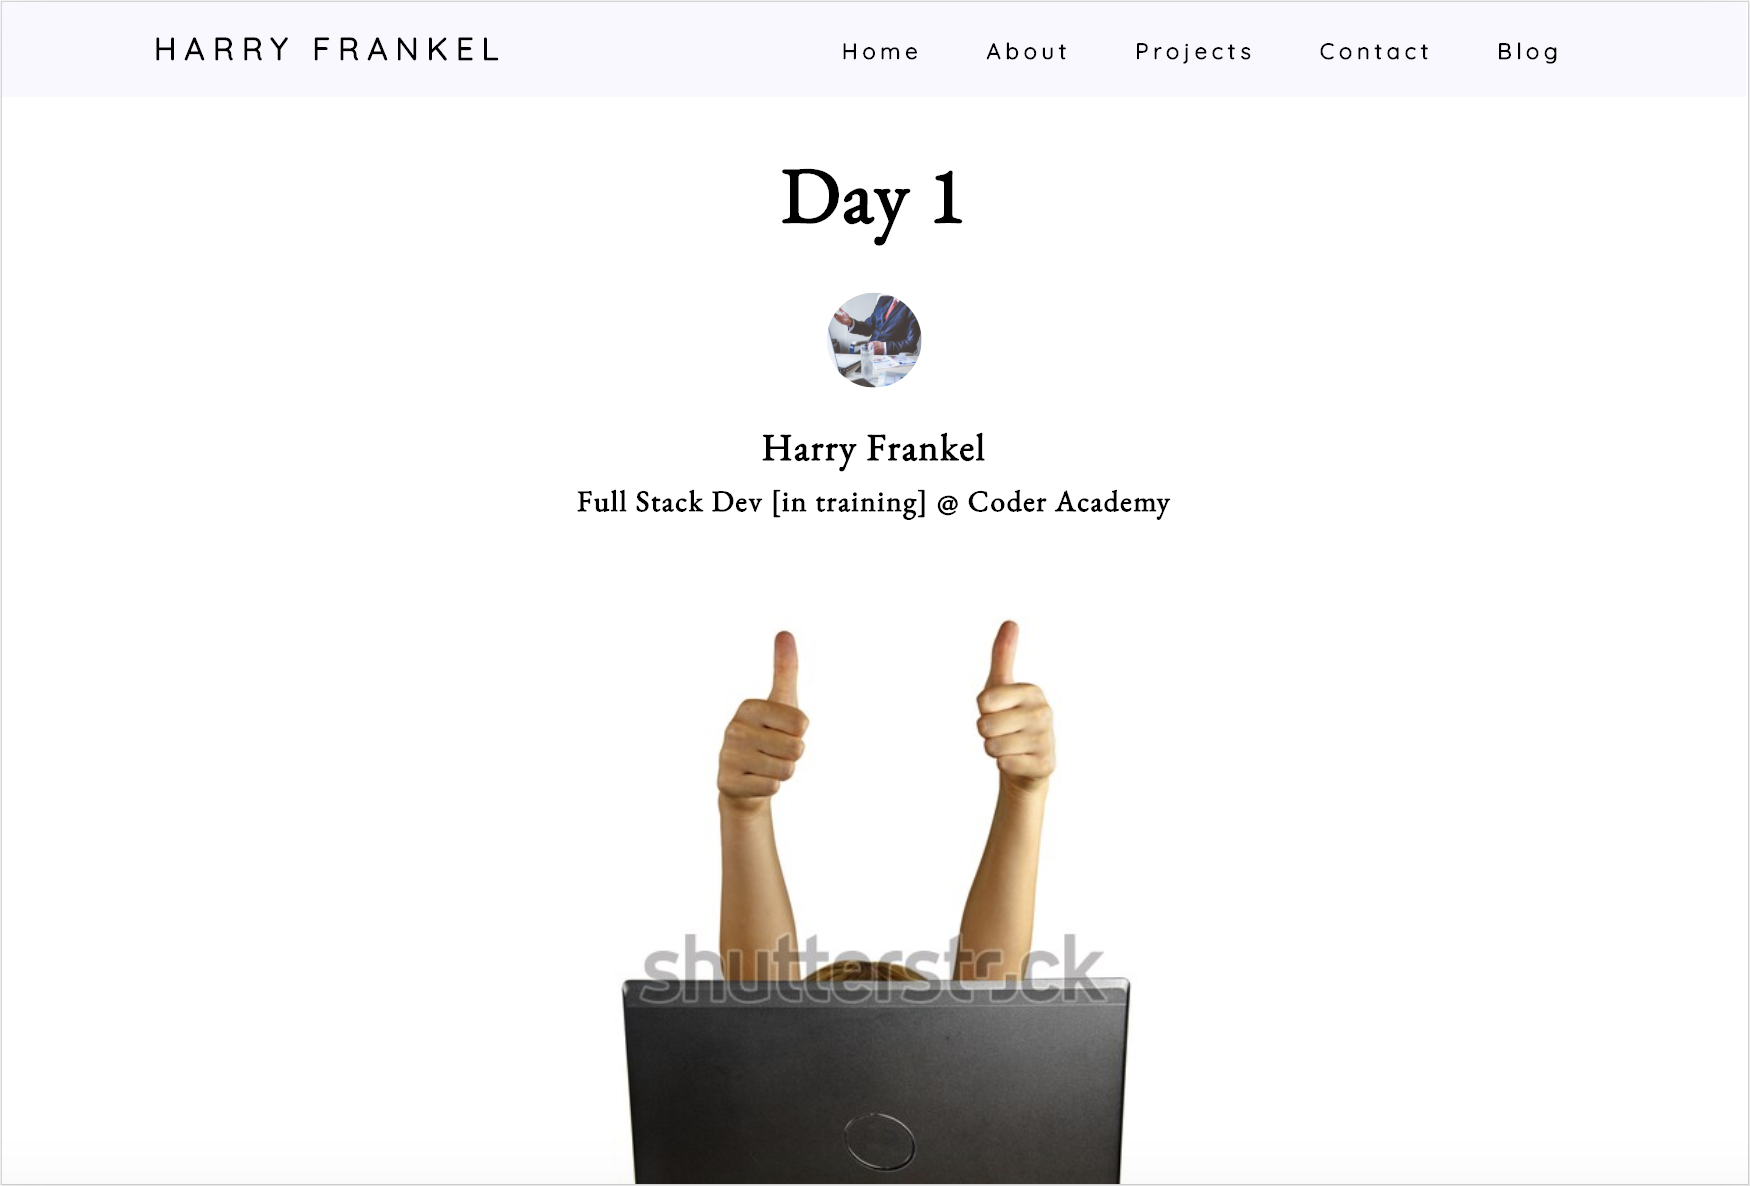 HARRY FRANKEL
Home About Projects Contact Blog
Day 1
Harry Frankel
Full Stack Dev [in training] @ Coder Academy
shutterstock